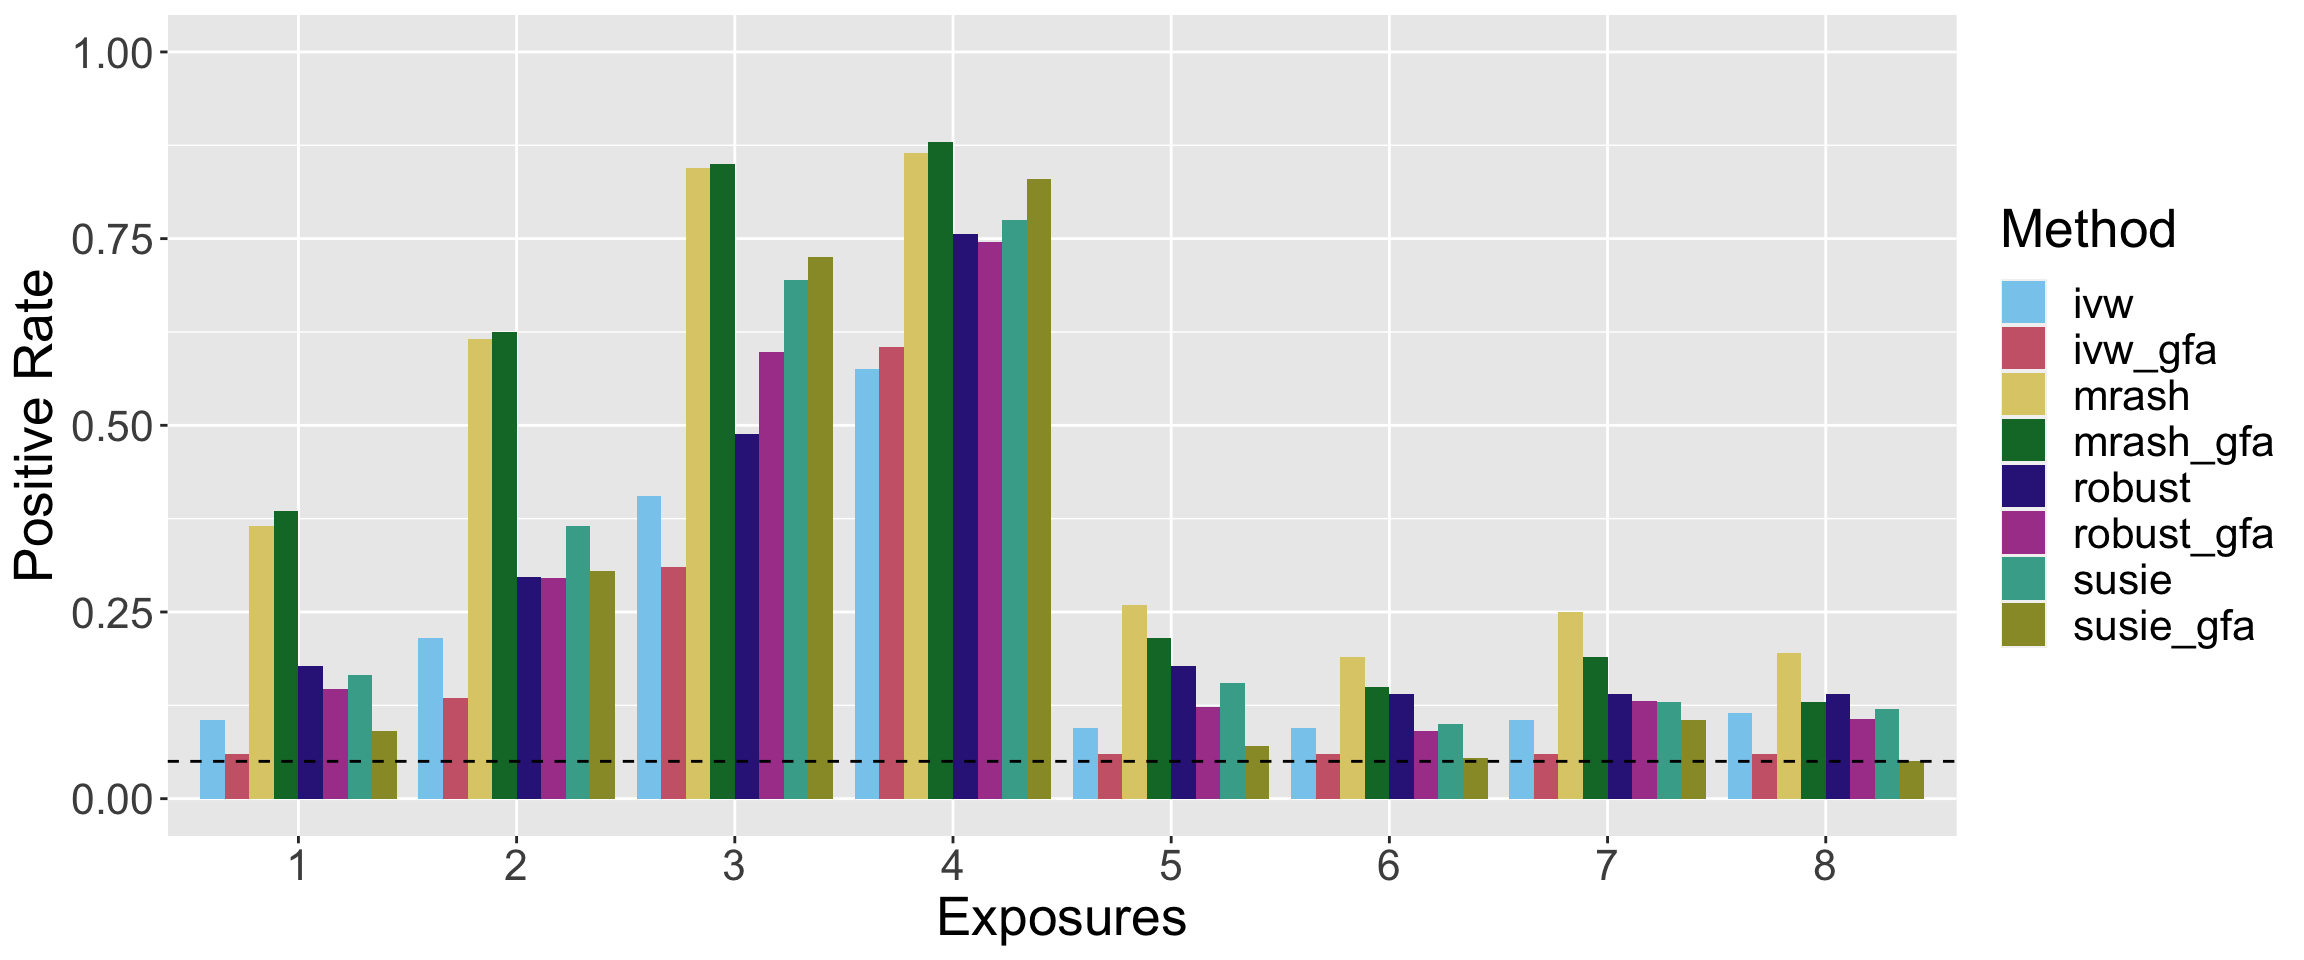 1.00
0.75
0.50
0.25
0.00
Positive Rate
1 2 3 4 5 6 7 8
Exposures
Method
ivw
ivw_gfa
mrash
mrash_gfa
robust
robust_gfa
susie
susie_gfa